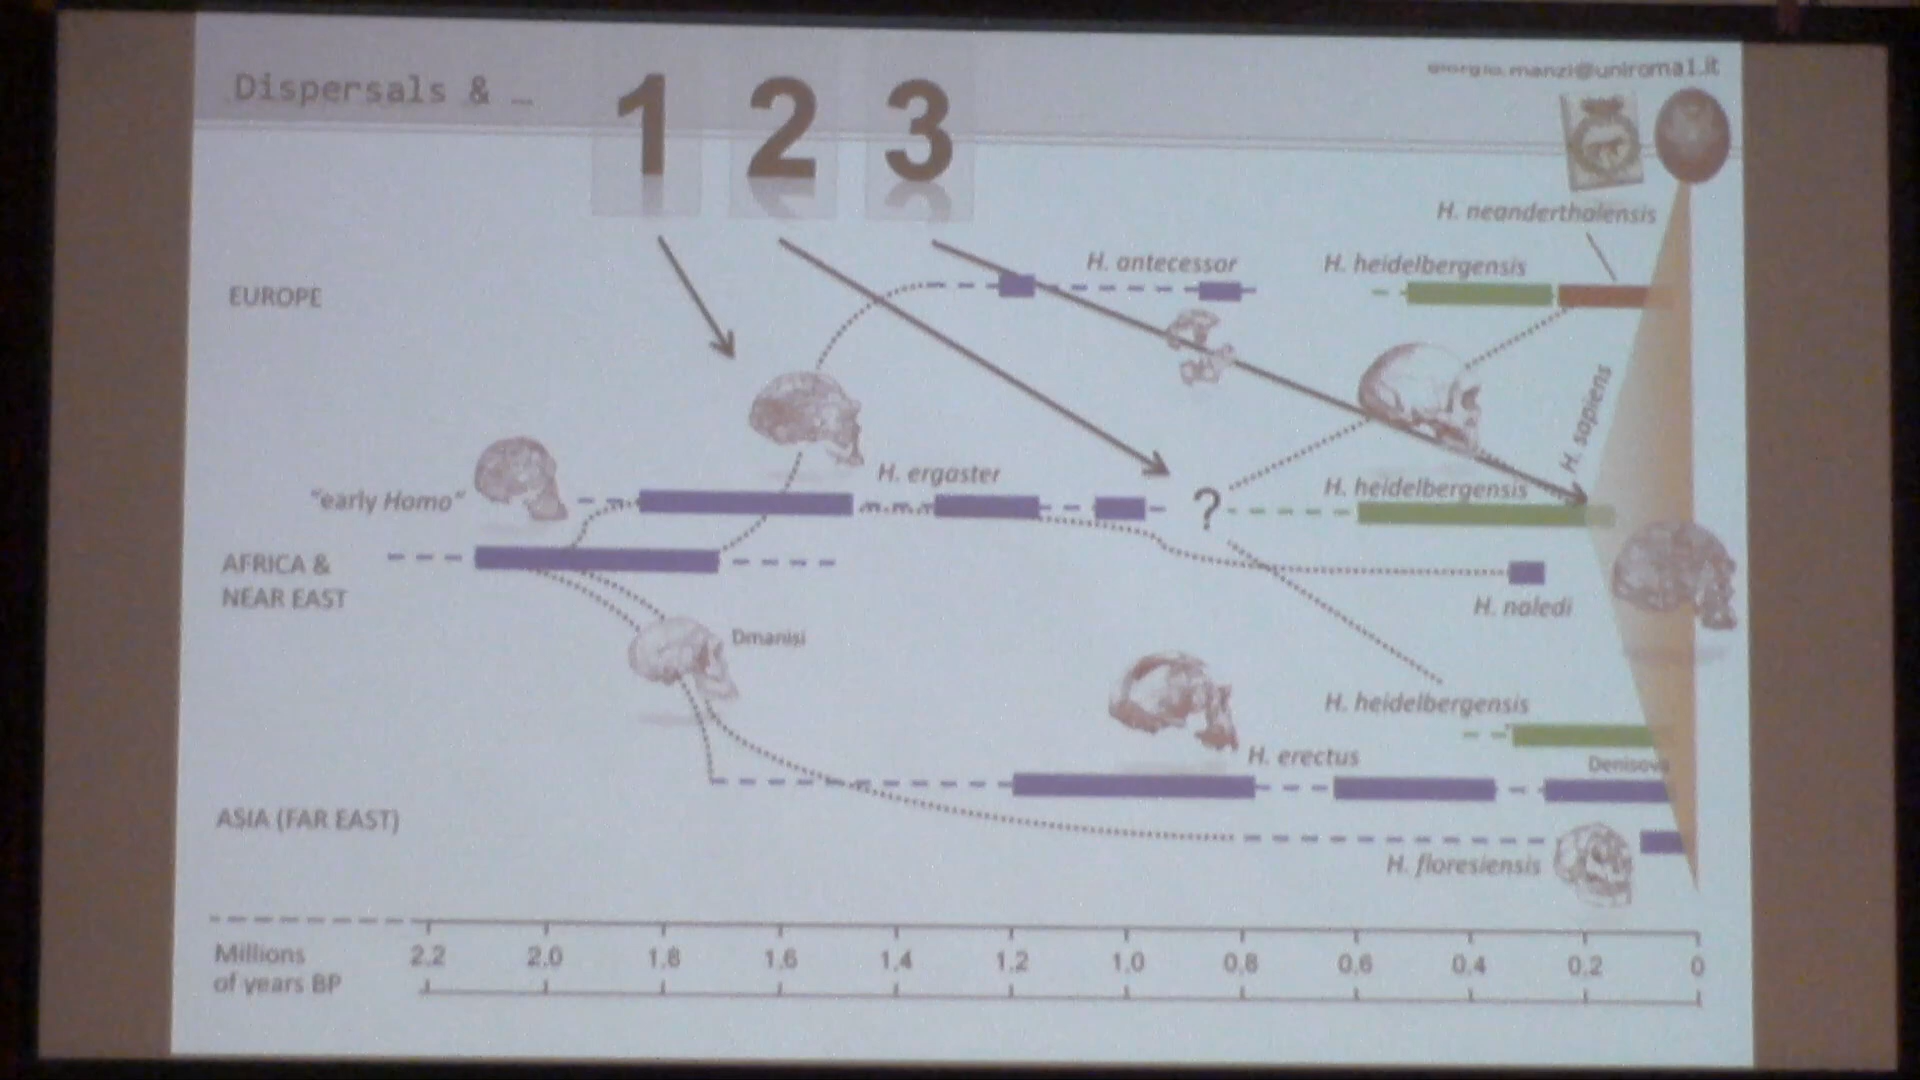 Dispersals & …
1 2 3
giorgio.manzi@uniroma1.it
H. neanderthalensis
H. antecessor
H. heidelbergensis
EUROPE
H. sapiens
H. ergaster
"early Homo"
?
H. heidelbergensis
AFRICA &
NEAR EAST
H. naledi
Dmanisi
H. heidelbergensis
H. erectus
Denisova
ASIA (FAR EAST)
H. floresiensis
Millions
of years BP
2.2 2.0 1.8 1.6 1.4 1.2 1.0 0.8 0.6 0.4 0.2 0